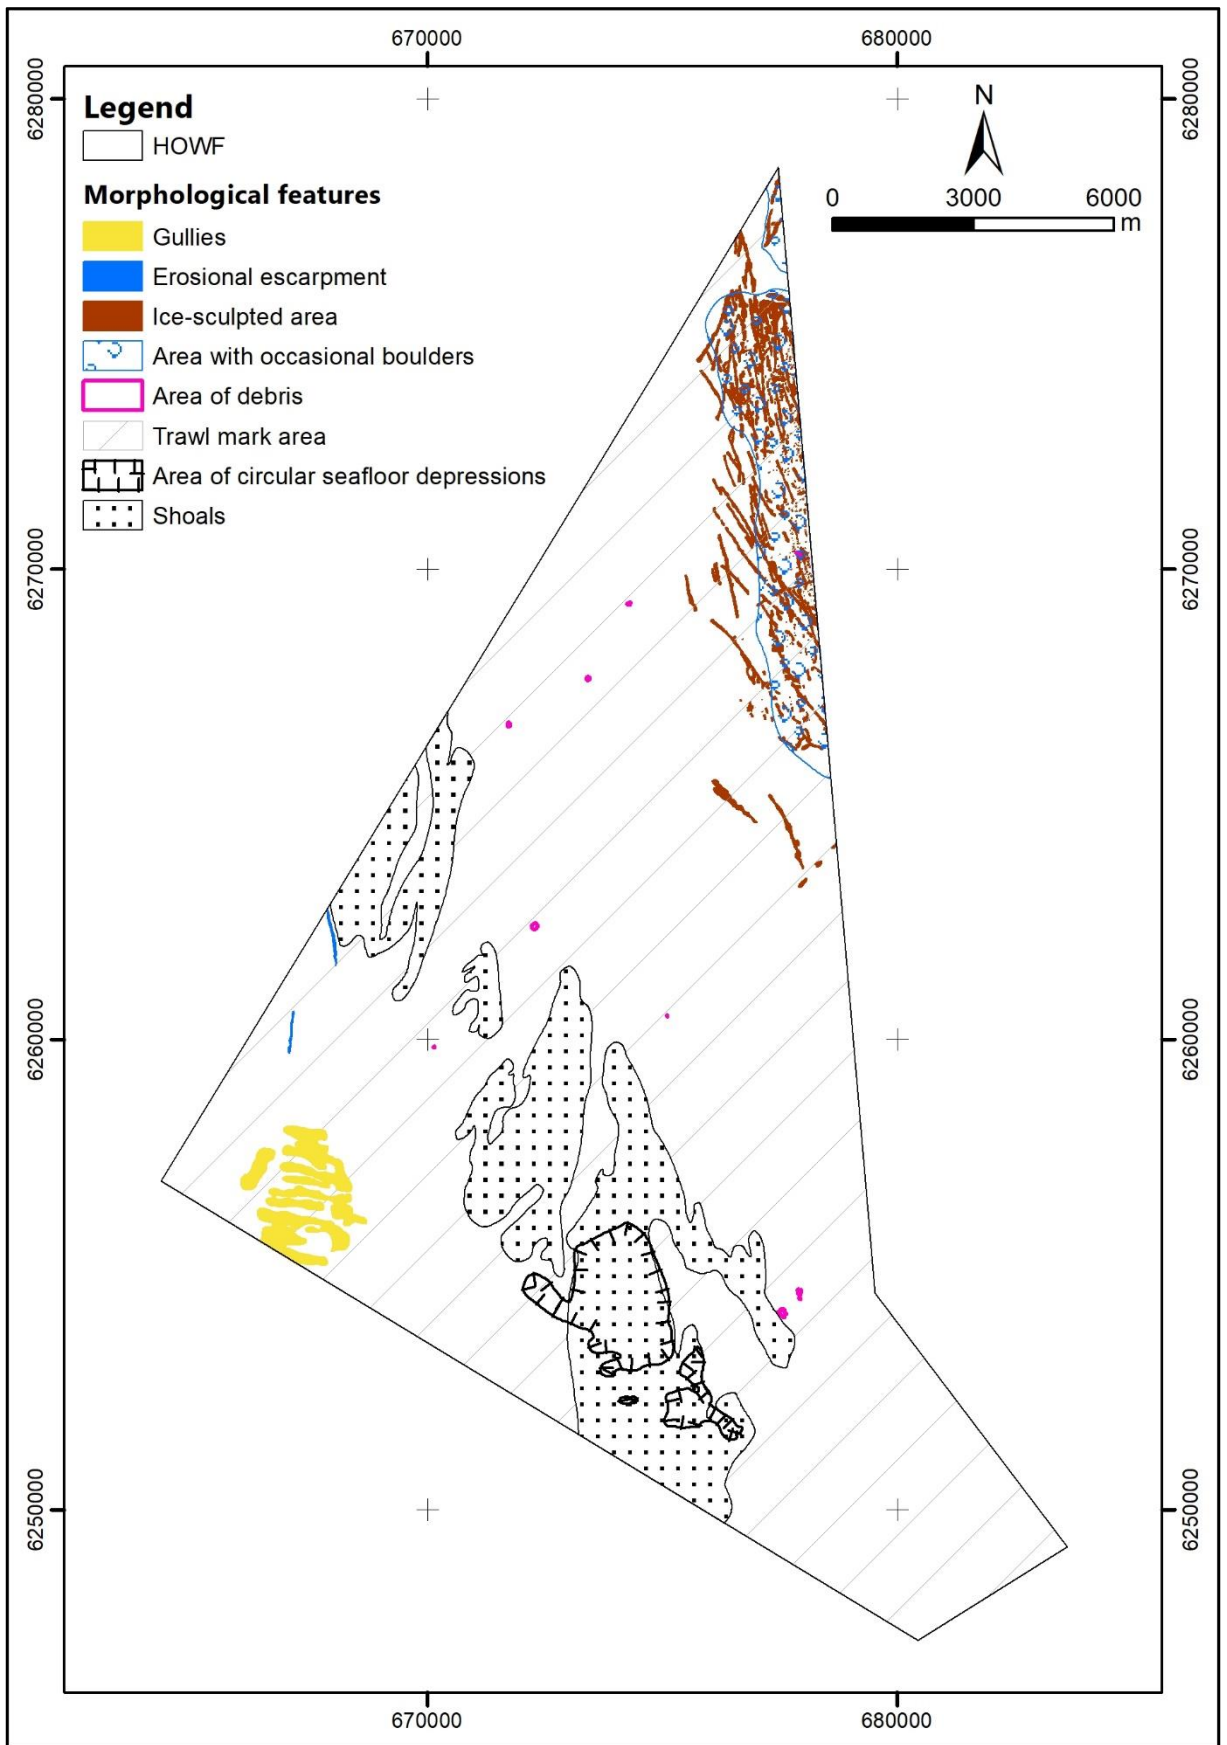 670000 680000
6280000 6280000
Legend
HOWF
Morphological features
Gullies
Erosional escarpment
Ice-sculpted area
Area with occasional boulders
Area of debris
Trawl mark area
Area of circular seafloor depressions
Shoals
N
0 3000 6000
m
6270000 6270000
6260000 6260000
6250000 6250000
670000 680000